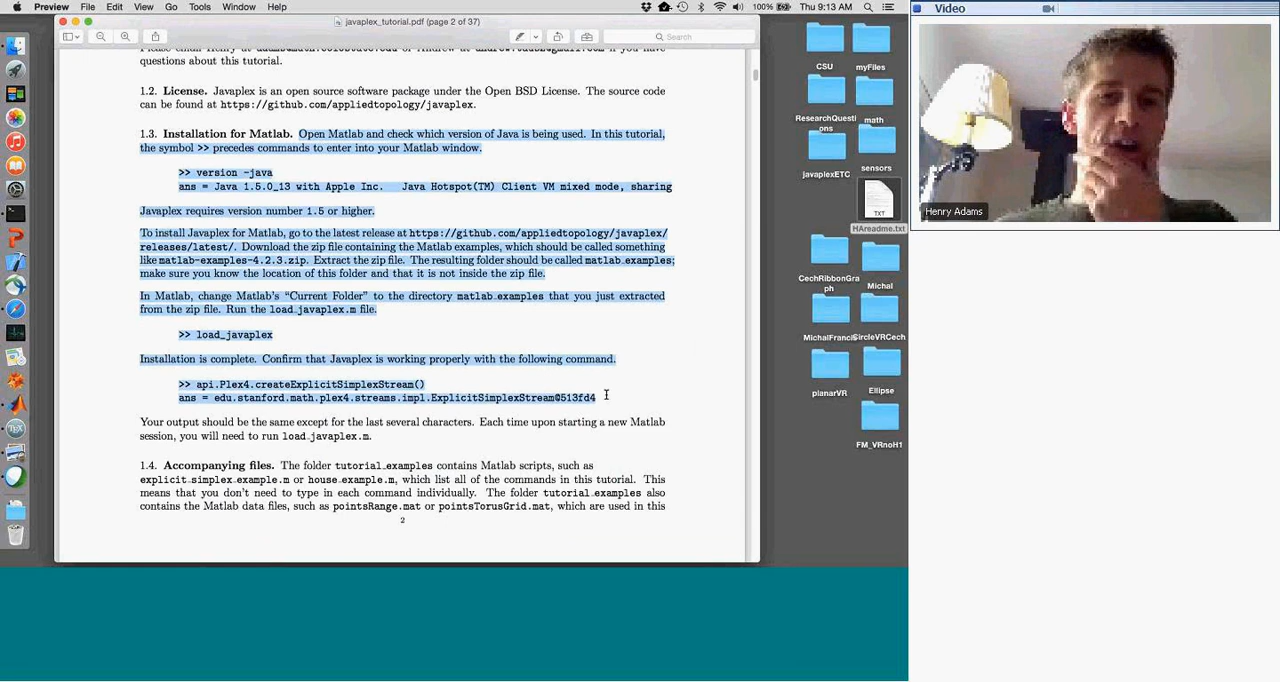 Preview File Edit View Go Tools Window Help
100% Thu 9:13 AM
javaplex_tutorial.pdf (page 2 of 37)
Search
questions about this tutorial.
1.2. License. Javaplex is an open source software package under the Open BSD License. The source code
can be found at https://github.com/appliedtopology/javaplex.
1.3. Installation for Matlab. Open Matlab and check which version of Java is being used. In this tutorial,
the symbol >> precedes commands to enter into your Matlab window.
>> version -java
ans = Java 1.5.0_13 with Apple Inc. Java Hotspot(TM) Client VM mixed mode, sharing
Javaplex requires version number 1.5 or higher.
To install Javaplex for Matlab, go to the latest release at https://github.com/appliedtopology/javaplex/
releases/latest/. Download the zip file containing the Matlab examples, which should be called something
like matlab-examples-4.2.3.zip. Extract the zip file. The resulting folder should be called matlab_examples;
make sure you know the location of this folder and that it is not inside the zip file.
In Matlab, change Matlab's “Current Folder” to the directory matlab_examples that you just extracted
from the zip file. Run the load_javaplex.m file.
>> load_javaplex
Installation is complete. Confirm that Javaplex is working properly with the following command.
>> api.Plex4.createExplicitSimplexStream()
ans = edu.stanford.math.plex4.streams.impl.ExplicitSimplexStream@513fd4
Your output should be the same except for the last several characters. Each time upon starting a new Matlab
session, you will need to run load_javaplex.m.
1.4. Accompanying files. The folder tutorial_examples contains Matlab scripts, such as
explicit_simplex_example.m or house_example.m, which list all of the commands in this tutorial. This
means that you don't need to type in each command individually. The folder tutorial_examples also
contains the Matlab data files, such as pointsRange.mat or pointsTorusGrid.mat, which are used in this
2
CSU
myFiles
ResearchQuesti
ons
math
javaplexETC
sensors
TXT
HAreadme.txt
CechRibbonGra
ph
Michal
MichalFrancis
CircleVRCech
planarVR
Ellipse
FM_VRnoH1
Video
Henry Adams